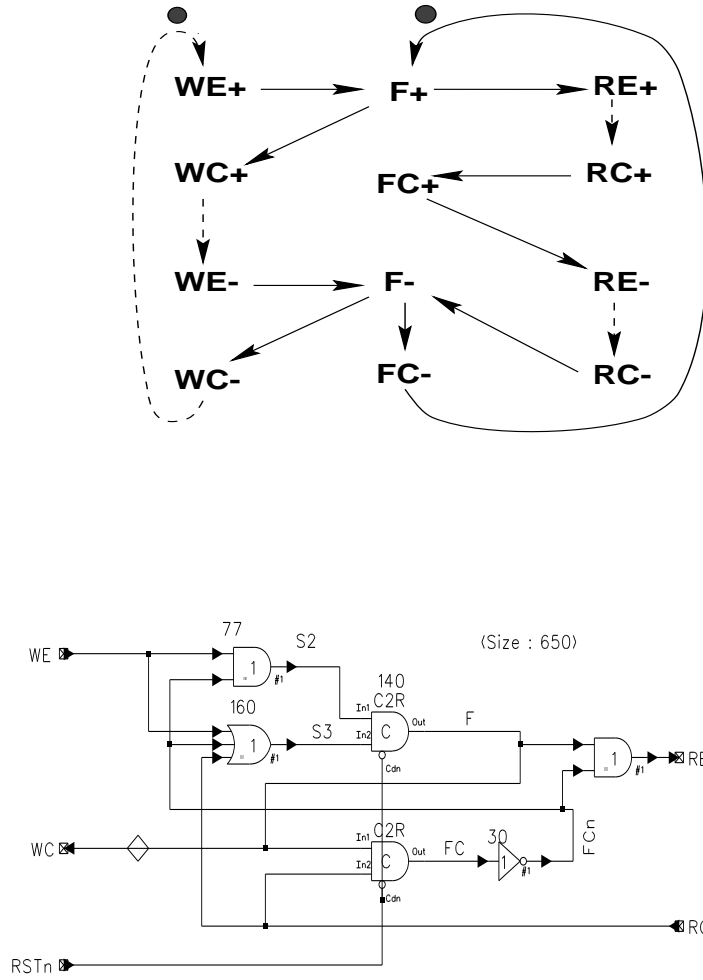 WE+ F+ RE+
WC+ FC+ RC+
WE- F- RE-
WC- FC- RC-
77 S2 (Size : 650)
WE 1 #1 140
160 C2R
In1 Out F
S3 In2 C
1 #1 1 #1 RE
Cdn
C2R 30
WC In1 Out FC FCn
In2 C 1 #1
Cdn
RC
RSTn